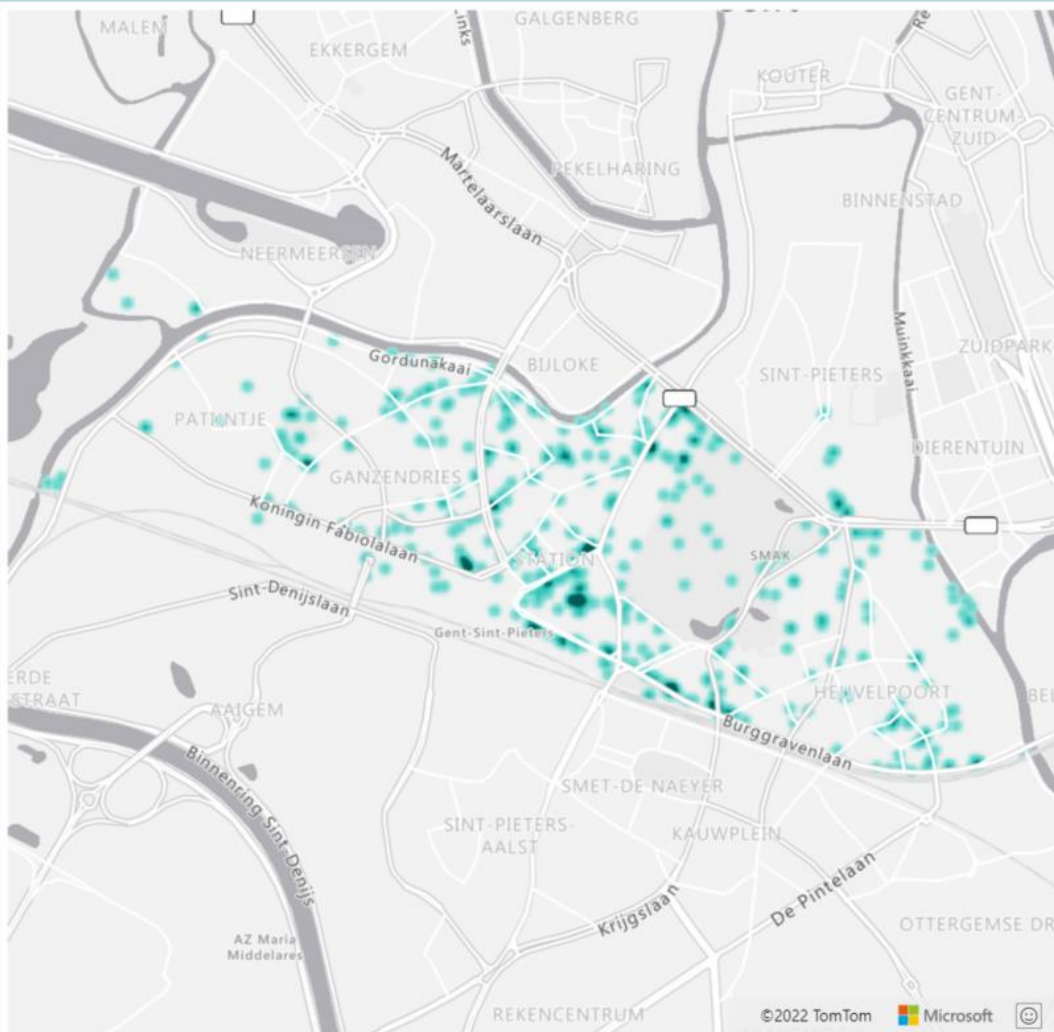 MALEM
EKKERGEM
GALGENBERG
KOUTER
GENT-
CENTRUM-
ZUID
Martelaarslaan
PEKELHARING
BINNENSTAD
NEERMEERSEN
Muinkkaai
ZUIDPARK
Gordunakaai
BIJLOKE
SINT-PIETERS
PATIJNTJE
DIERENTUIN
GANZENDRIES
Koningin Fabiolalaan
STATION
SMAK
Sint-Denijslaan
Gent-Sint-Pieters
STRAAT
AAIGEM
HEUVELPOORT
Burggravenlaan
Binnenring Sint-Denijs
SMET-DE NAEYER
SINT-PIETERS-
AALST
KAUWPLEIN
De Pintelaan
Krijgslaan
OTTERGEMSE DR
AZ Maria
Middelares
REKENCENTRUM
©2022 TomTom
Microsoft